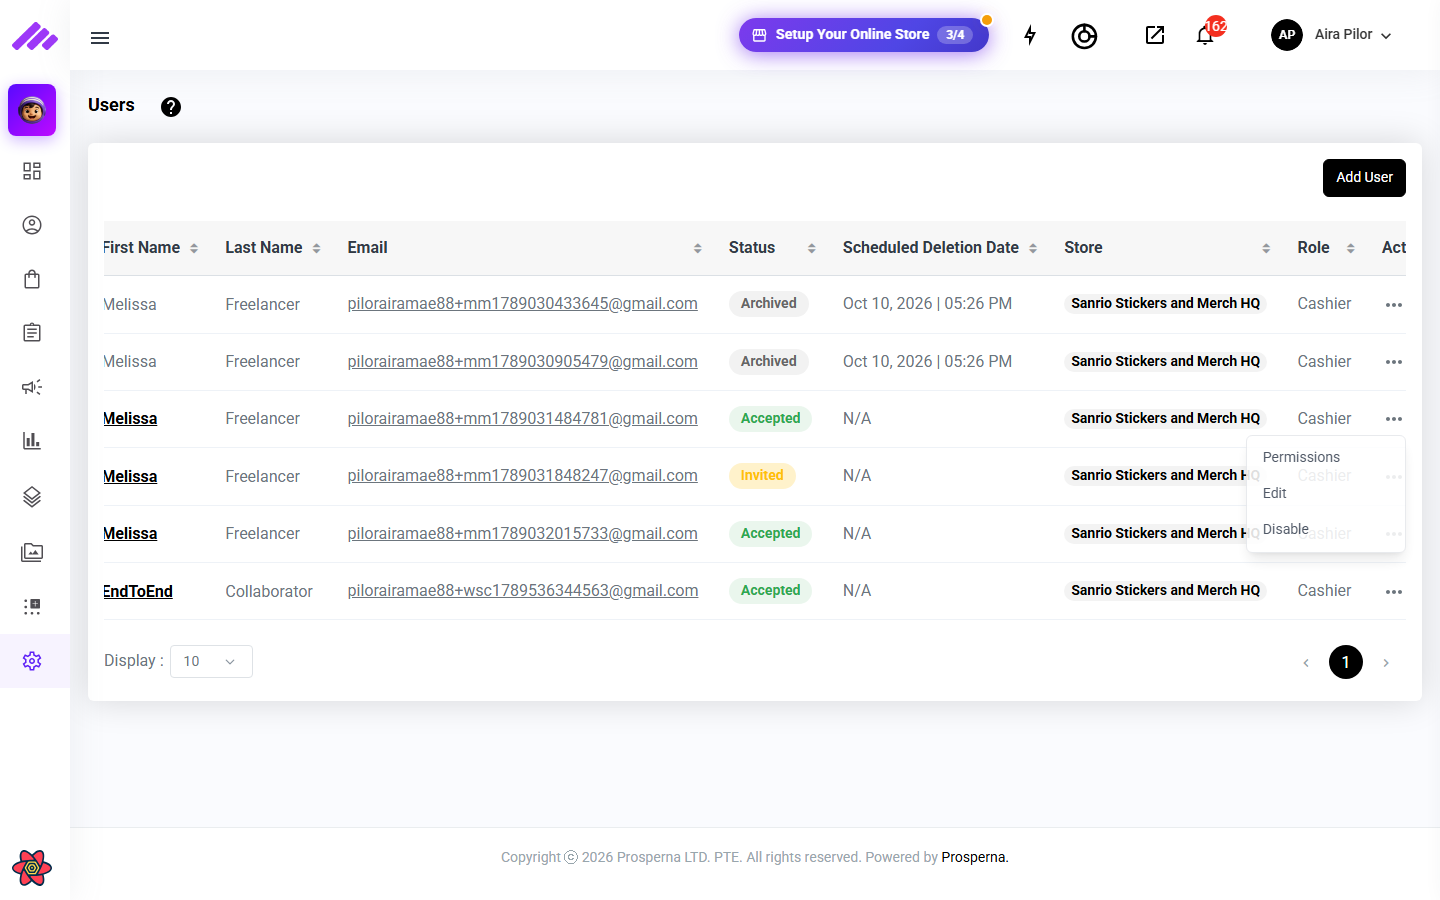 Setup Your Online Store 3/4
162
AP Aira Pilor
Users
Add User
First Name Last Name Email Status Scheduled Deletion Date Store Role Act
Melissa Freelancer pilorairamae88+mm1789030433645@gmail.com Archived Oct 10, 2026 | 05:26 PM Sanrio Stickers and Merch HQ Cashier
Melissa Freelancer pilorairamae88+mm1789030905479@gmail.com Archived Oct 10, 2026 | 05:26 PM Sanrio Stickers and Merch HQ Cashier
Melissa Freelancer pilorairamae88+mm1789031484781@gmail.com Accepted N/A Sanrio Stickers and Merch HQ Cashier
Permissions
Melissa Freelancer pilorairamae88+mm1789031848247@gmail.com Invited N/A Sanrio Stickers and Merch HQ Cashier
Edit
Disable
Melissa Freelancer pilorairamae88+mm1789032015733@gmail.com Accepted N/A Sanrio Stickers and Merch HQ Cashier
EndToEnd Collaborator pilorairamae88+wsc1789536344563@gmail.com Accepted N/A Sanrio Stickers and Merch HQ Cashier
Display : 10
‹ 1 ›
Copyright © 2026 Prosperna LTD. PTE. All rights reserved. Powered by Prosperna.